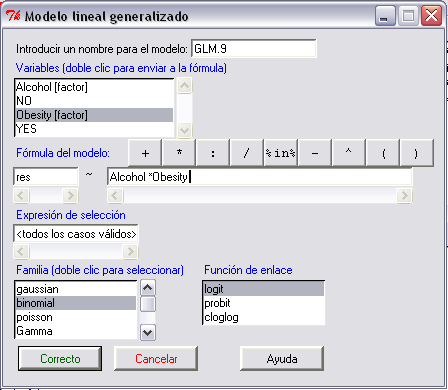 Tk Modelo lineal generalizado
Introducir un nombre para el modelo: GLM.9
Variables (doble clic para enviar a la fórmula)
Alcohol [factor]
NO
Obesity [factor]
YES
Fórmula del modelo: + * : / %in% - ^ ( )
res ~ Alcohol *Obesity
Expresión de selección
<todos los casos válidos>
Familia (doble clic para seleccionar) Función de enlace
gaussian logit
binomial probit
poisson cloglog
Gamma
Correcto Cancelar Ayuda